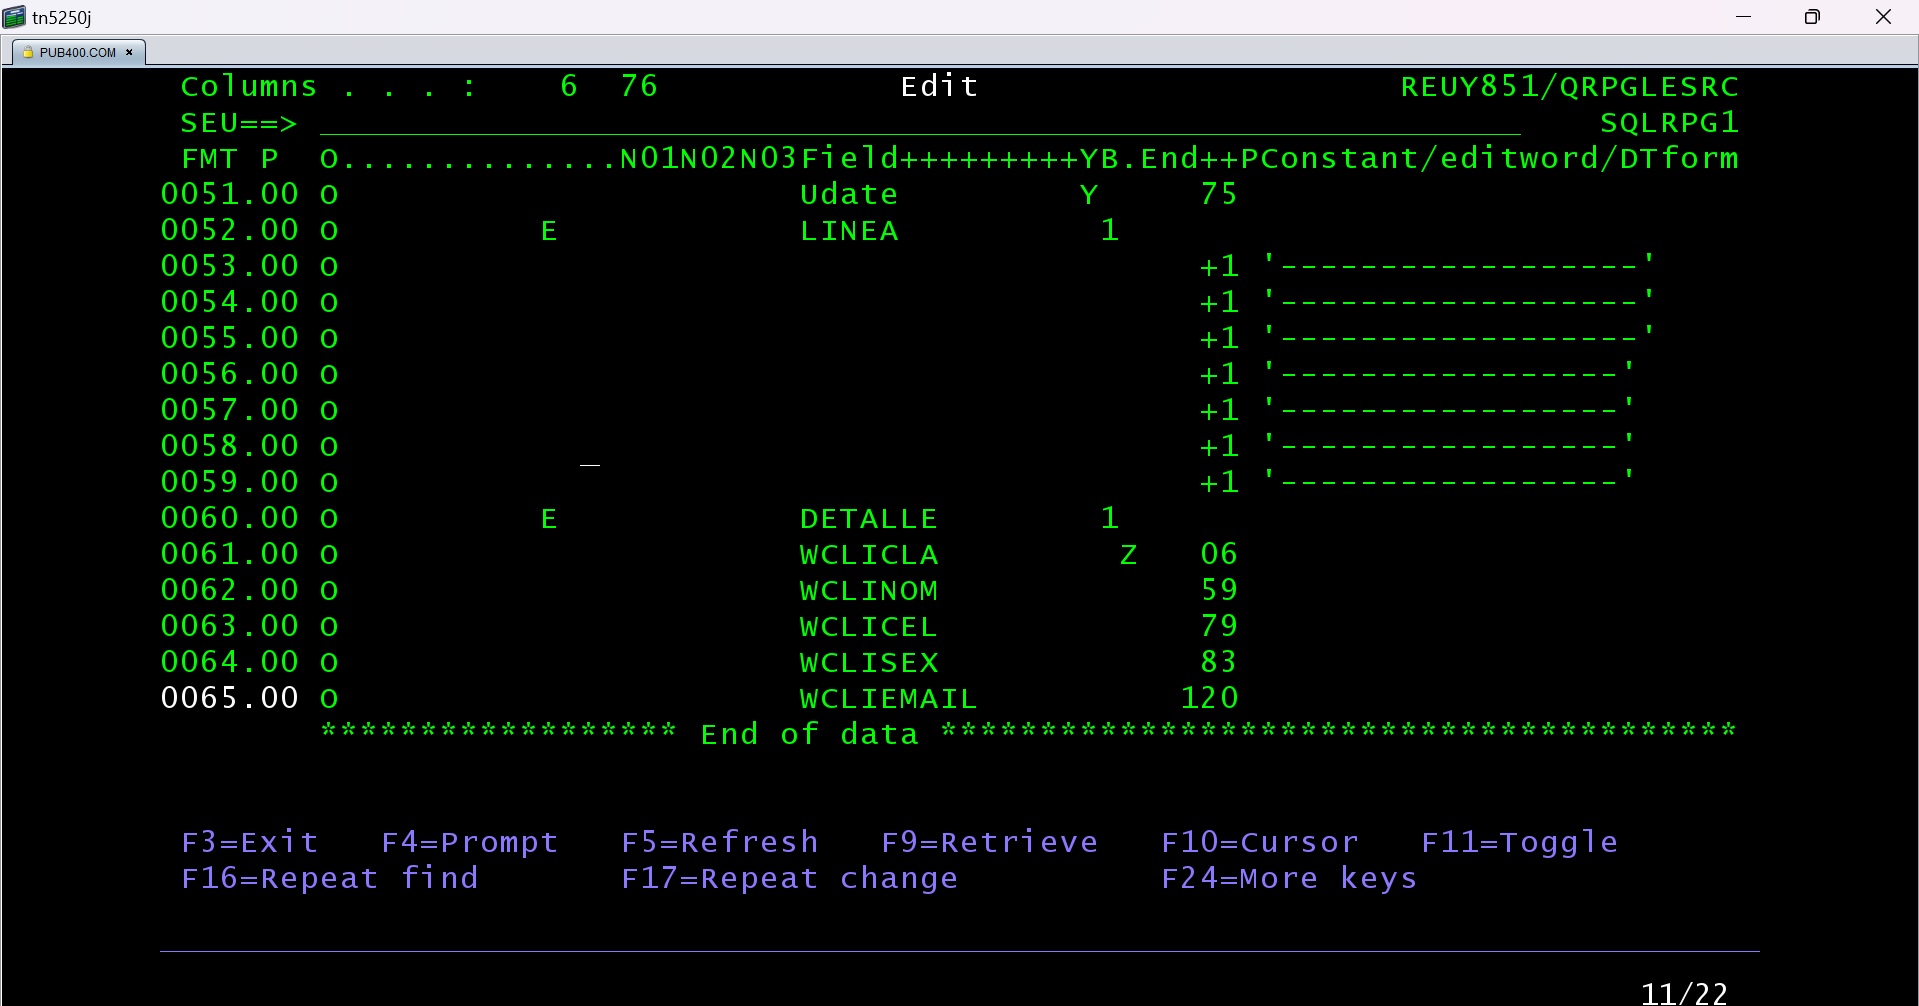 tn5250j
PUB400.COM ×
Columns . . . :    6  76            Edit                     REUY851/QRPGLESRC
SEU==> ____________________________________________________________    SQLRPG1
FMT P  O..............N01N02N03Field+++++++++YB.End++PConstant/editword/DTform
0051.00 O                       Udate         Y     75
0052.00 O          E            LINEA          1
0053.00 O                                           +1 '------------------'
0054.00 O                                           +1 '------------------'
0055.00 O                                           +1 '------------------'
0056.00 O                                           +1 '-----------------'
0057.00 O                                           +1 '-----------------'
0058.00 O                                           +1 '-----------------'
0059.00 O                                           +1 '-----------------'
0060.00 O          E            DETALLE        1
0061.00 O                       WCLICLA         Z   06
0062.00 O                       WCLINOM             59
0063.00 O                       WCLICEL             79
0064.00 O                       WCLISEX             83
0065.00 O                       WCLIEMAIL          120
****************** End of data ****************************************
F3=Exit   F4=Prompt   F5=Refresh   F9=Retrieve   F10=Cursor   F11=Toggle
F16=Repeat find       F17=Repeat change          F24=More keys
11/22